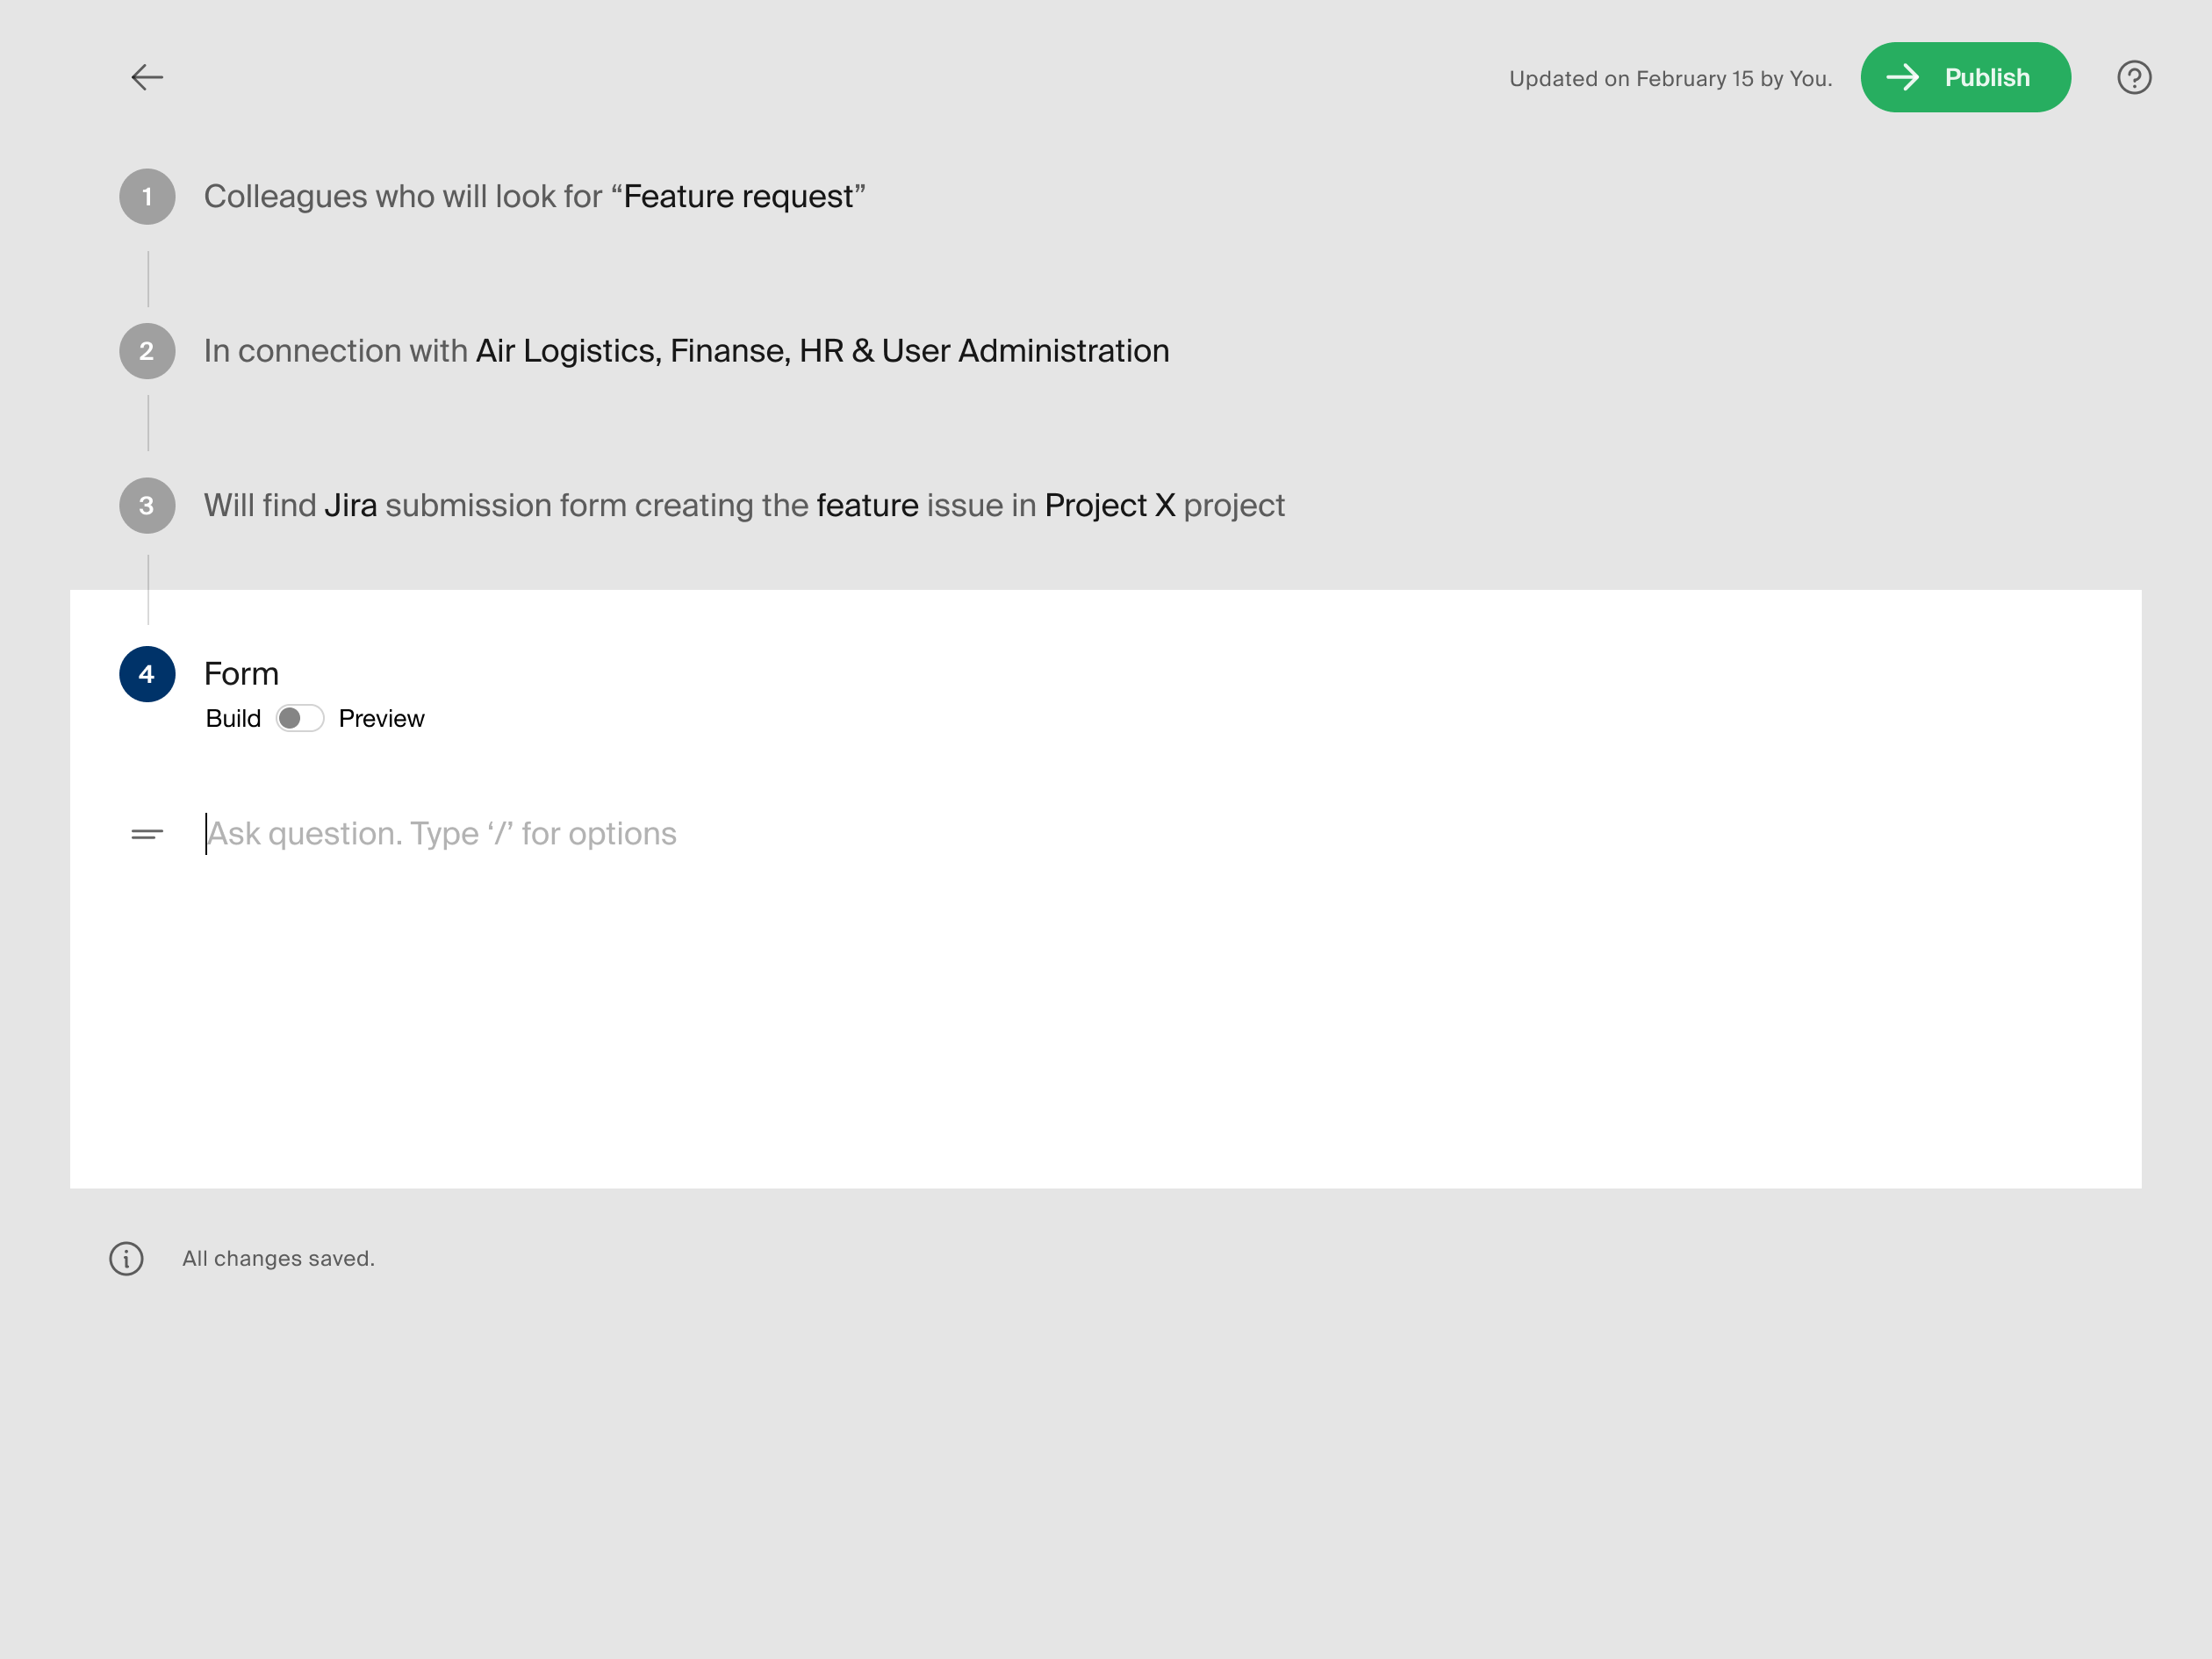 Updated on February 15 by You.
Publish
1
Colleagues who will look for “Feature request”
2
In connection with Air Logistics, Finanse, HR & User Administration
3
Will find Jira submission form creating the feature issue in Project X project
4
Form
Build
Preview
Ask question. Type ‘/’ for options
All changes saved.